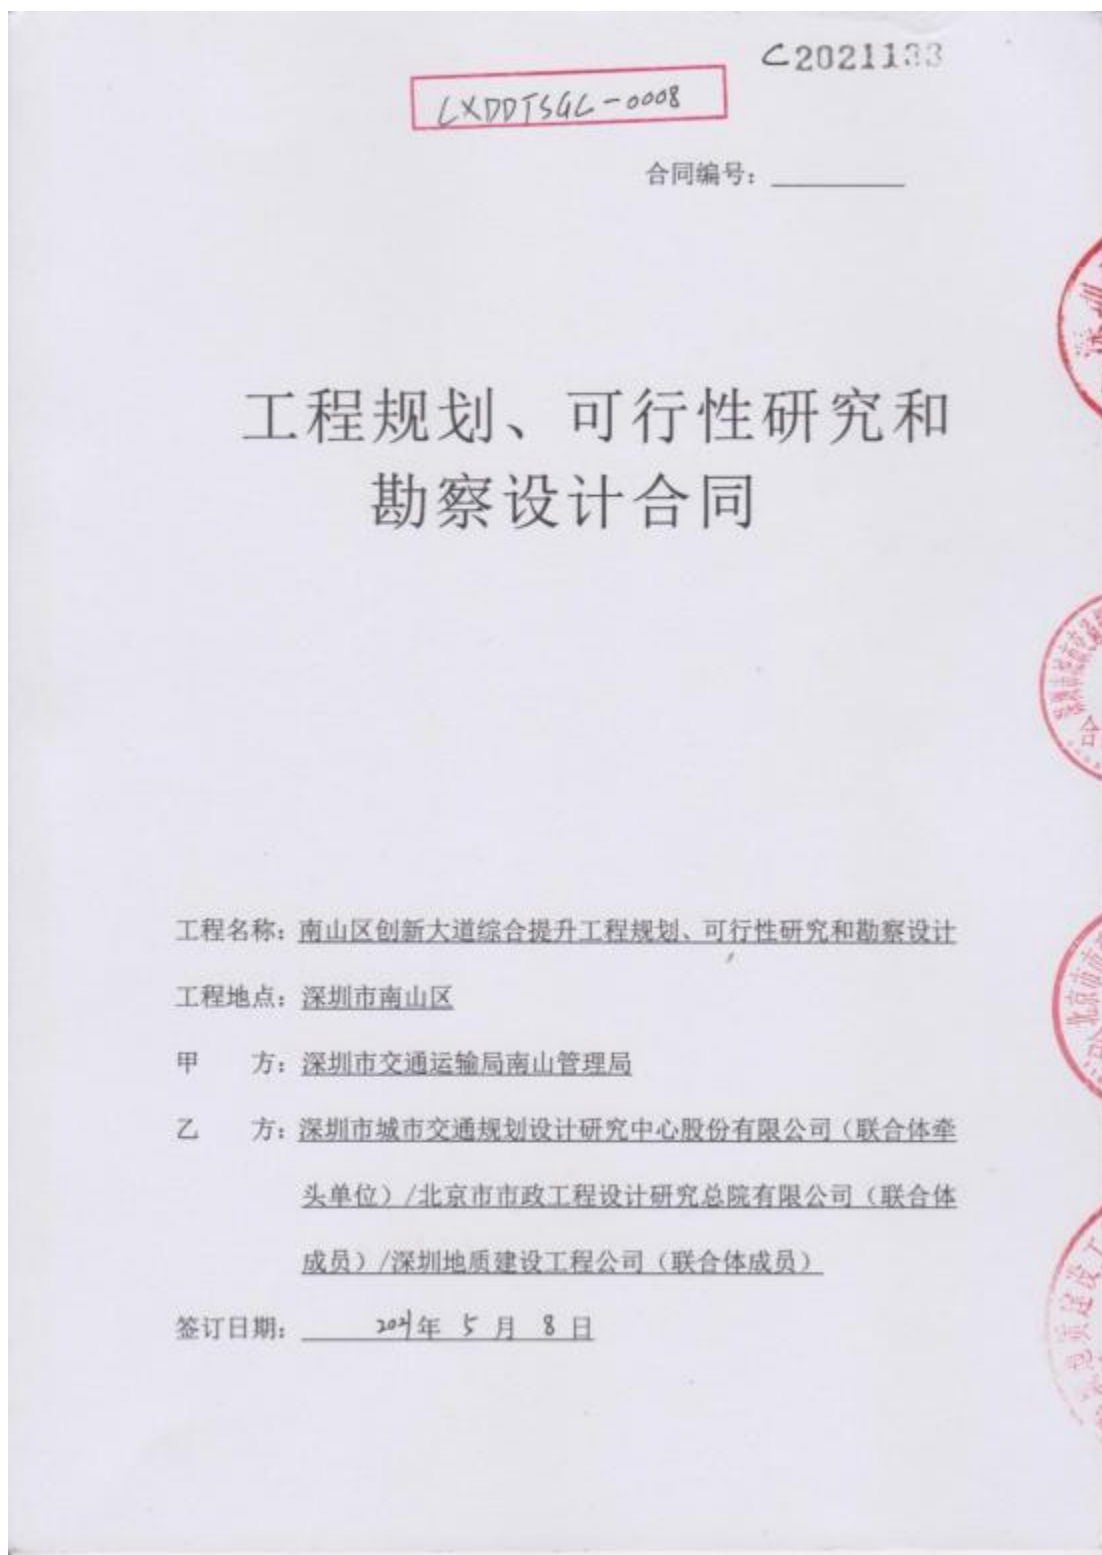 C2021133
CXDDTSGC-0008
合同编号：
工程规划、可行性研究和
勘察设计合同
工程名称：南山区创新大道综合提升工程规划、可行性研究和勘察设计
工程地点：深圳市南山区
甲 方：深圳市交通运输局南山管理局
乙 方：深圳市城市交通规划设计研究中心股份有限公司（联合体牵
头单位）/北京市市政工程设计研究总院有限公司（联合体
成员）/深圳地质建设工程公司（联合体成员）
签订日期： 2021年 5 月 8 日